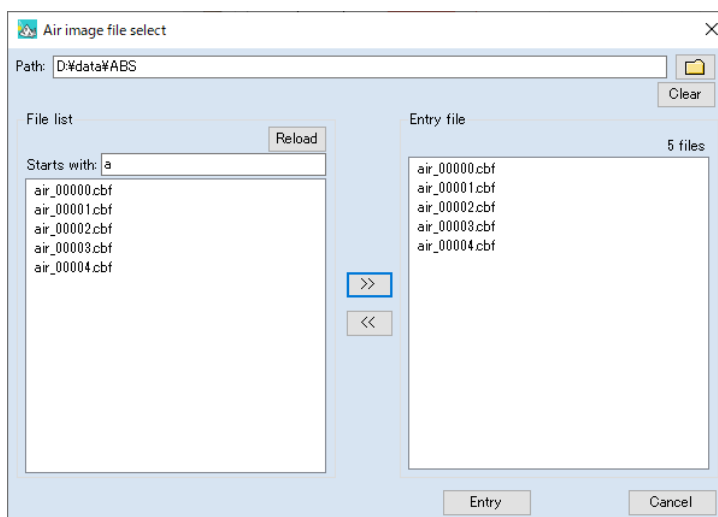 Air image file select
Path: D:¥data¥ABS
Clear
File list
Reload
Starts with: a
air_00000.cbf
air_00001.cbf
air_00002.cbf
air_00003.cbf
air_00004.cbf
>>
<<
Entry file
5 files
air_00000.cbf
air_00001.cbf
air_00002.cbf
air_00003.cbf
air_00004.cbf
Entry
Cancel